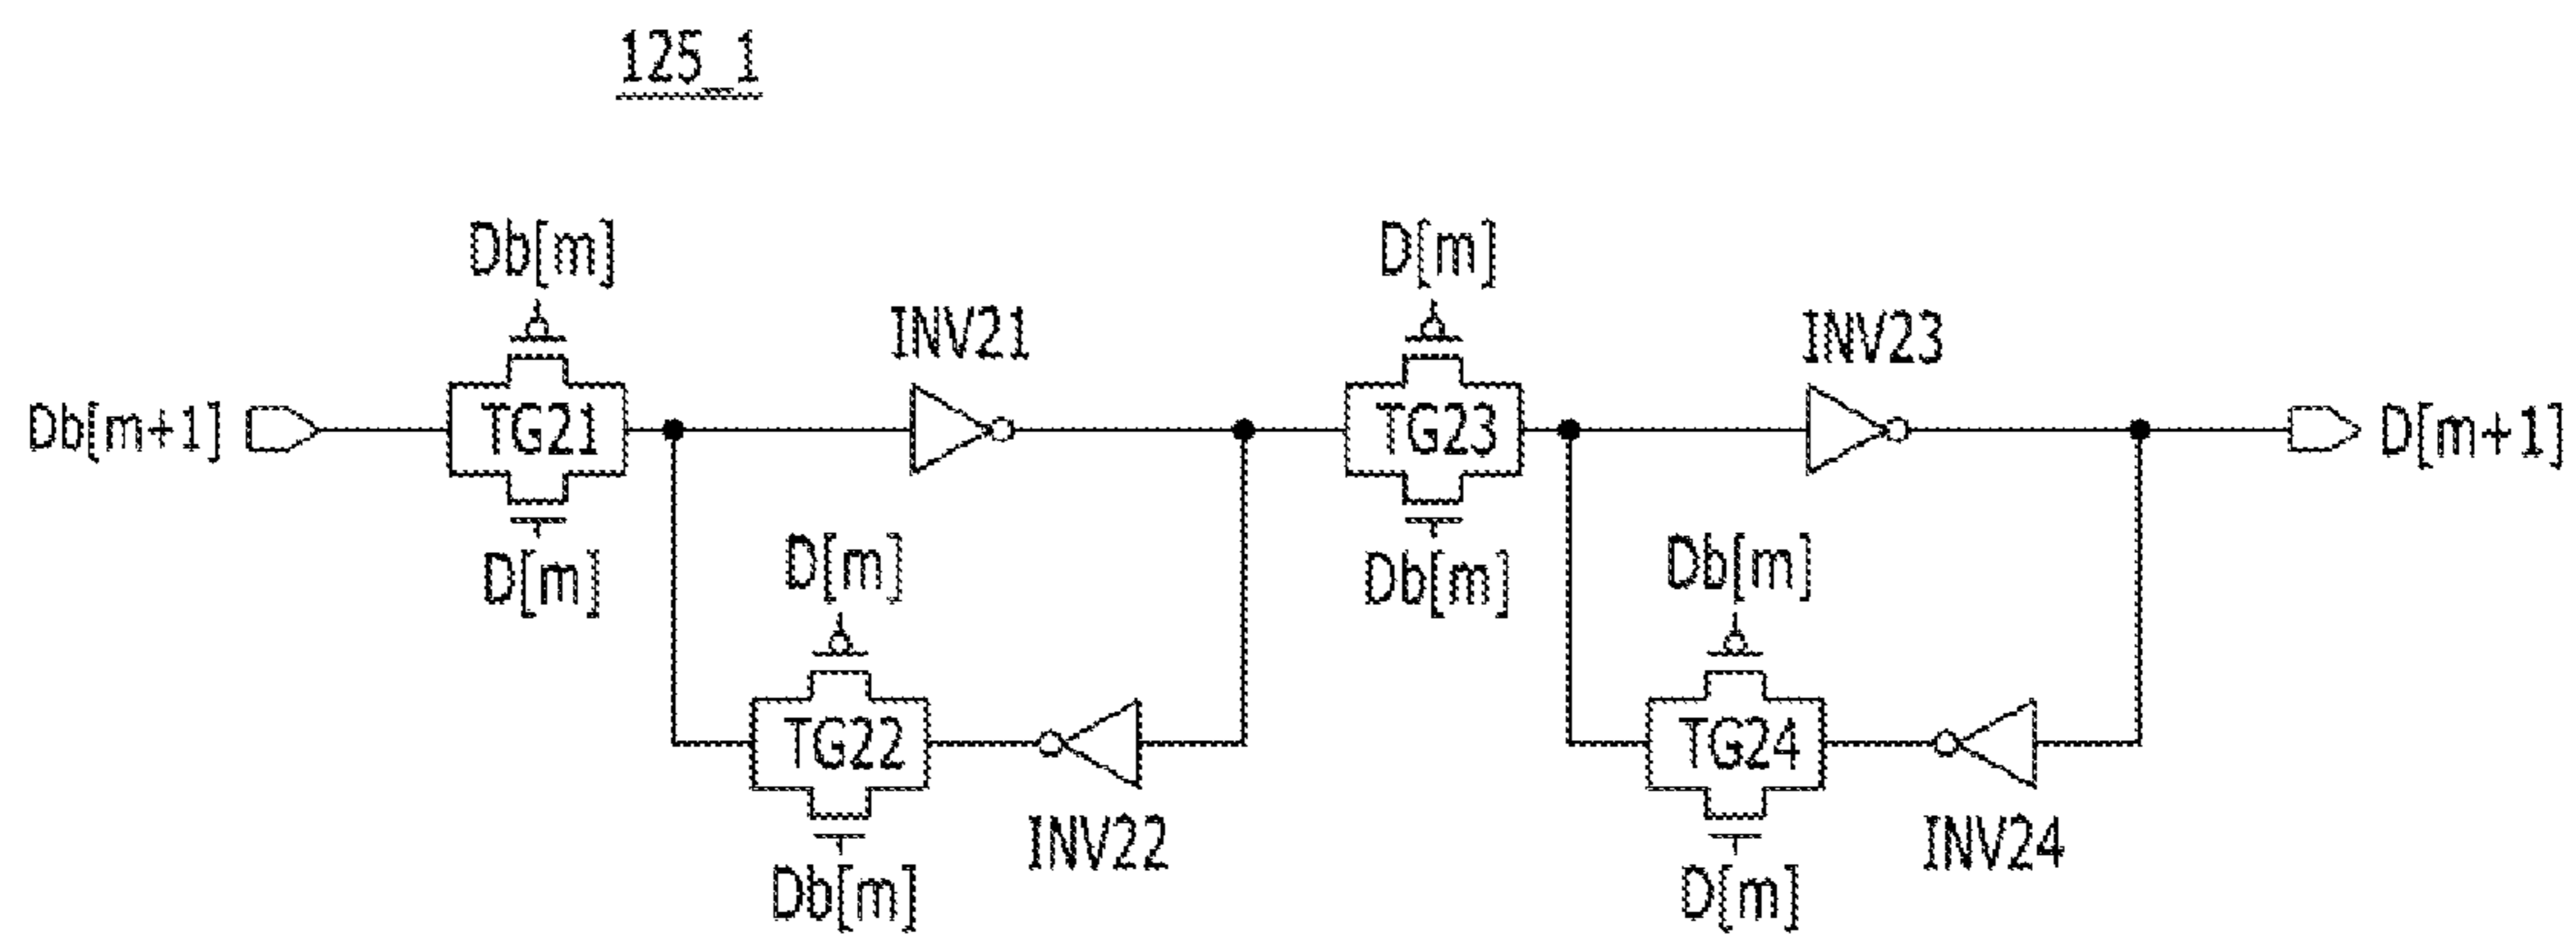 125_1
Db[m]
D[m]
INV21
INV23
Db[m+1]
TG21
TG23
D[m+1]
D[m]
D[m]
Db[m]
Db[m]
TG22
TG24
INV22
INV24
Db[m]
D[m]